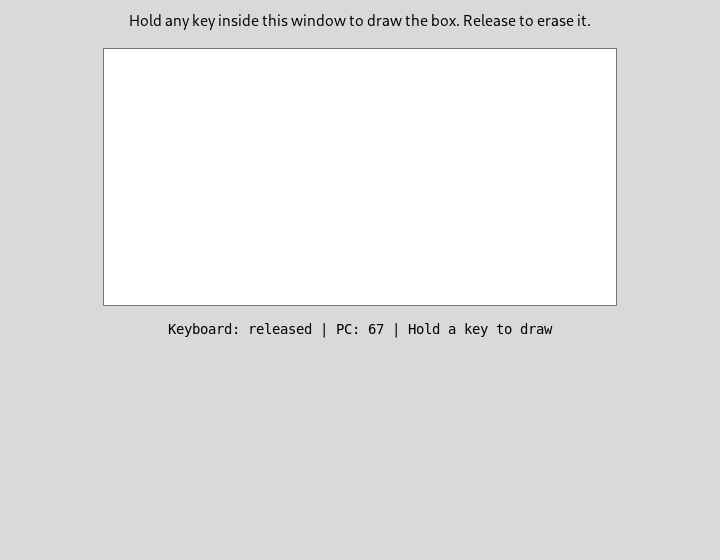 Hold any key inside this window to draw the box. Release to erase it.
Keyboard: released | PC: 67 | Hold a key to draw